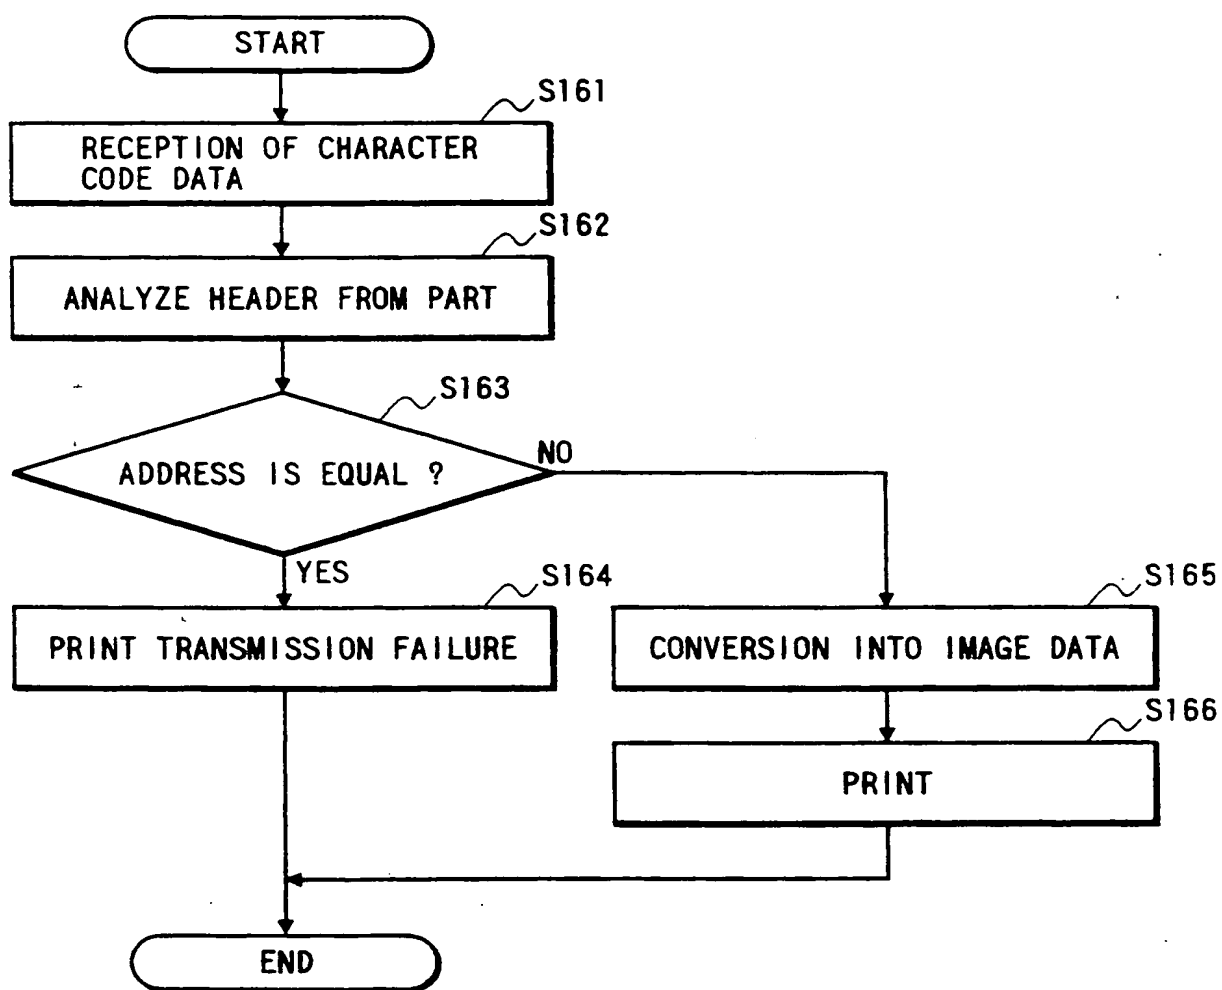 START
S161
RECEPTION OF CHARACTER
CODE DATA
S162
ANALYZE HEADER FROM PART
S163
ADDRESS IS EQUAL ?
NO
YES
S164
PRINT TRANSMISSION FAILURE
S165
CONVERSION INTO IMAGE DATA
S166
PRINT
END